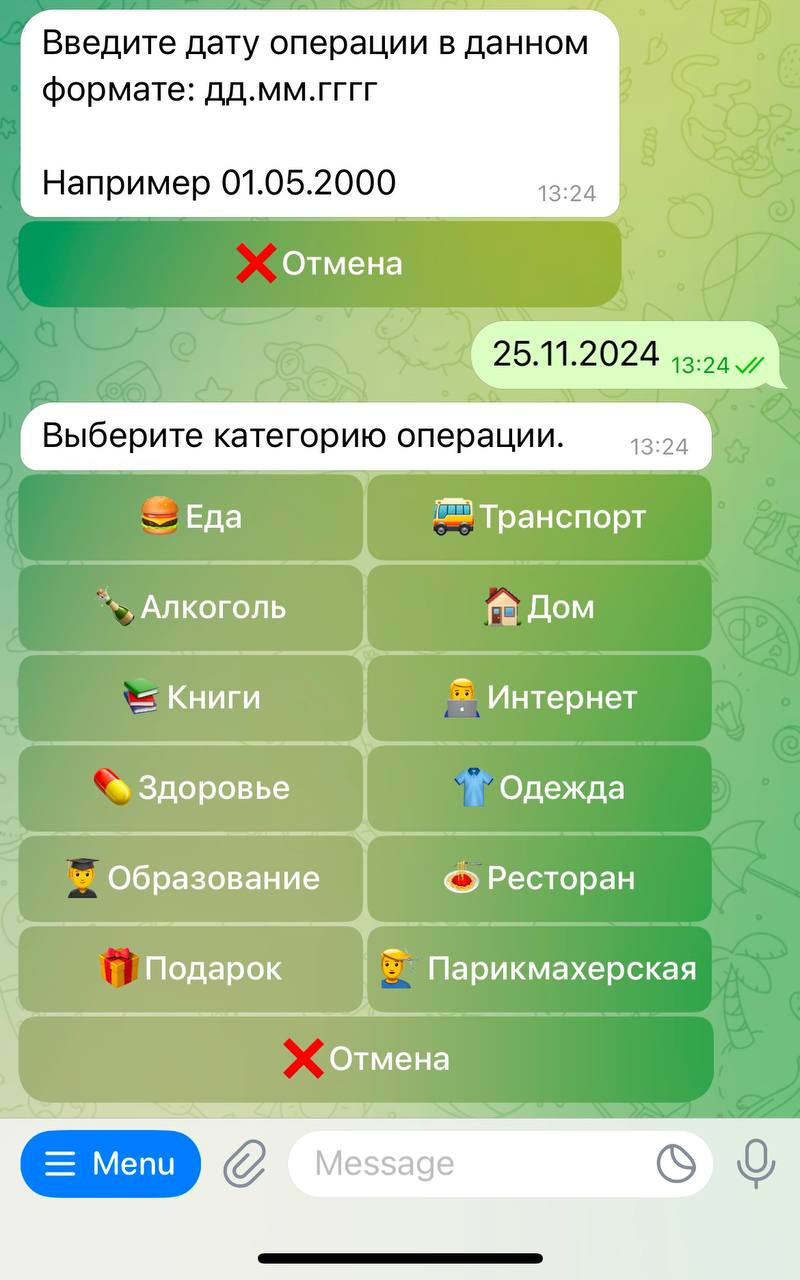 Введите дату операции в данном
формате: дд.мм.гггг
Например 01.05.2000
13:24
❌Отмена
25.11.2024 13:24
Выберите категорию операции. 13:24
🍔Еда
🚌Транспорт
🍾Алкоголь
🏠Дом
📚Книги
🧑‍💻Интернет
💊Здоровье
👕Одежда
🧑‍🎓Образование
🍝Ресторан
🎁Подарок
💇‍♂️Парикмахерская
❌Отмена
Menu
Message